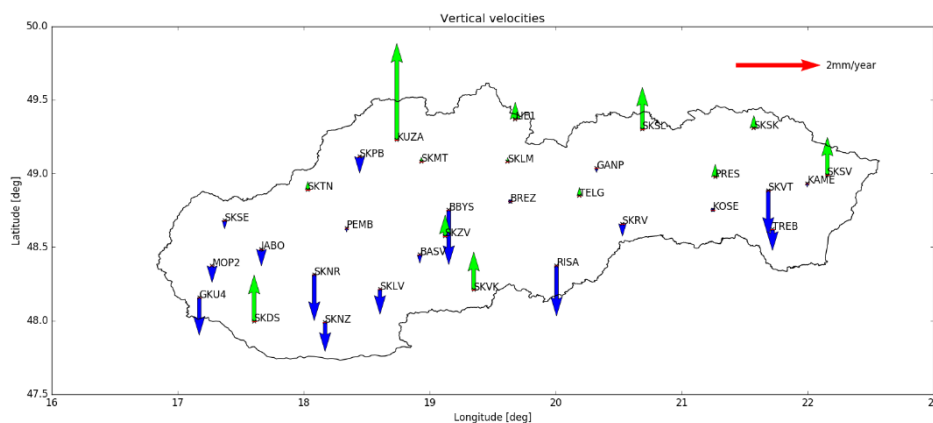 Vertical velocities
50.0
2mm/year
49.5
LIB1
SKSL
SKSK
KUZA
SKPB
SKMT
SKLM
GANP
49.0
SKSV
PRES
KAME
SKTN
TELG
SKVT
BREZ
BBYS
KOSE
SKSE
PEMB
SKZV
SKRV
TREB
48.5
JABO
BASV
MOP2
RISA
SKNR
GKU4
SKLV
SKVK
48.0
SKDS
SKNZ
47.5
16
17
18
19
20
21
22
Latitude [deg]
Longitude [deg]